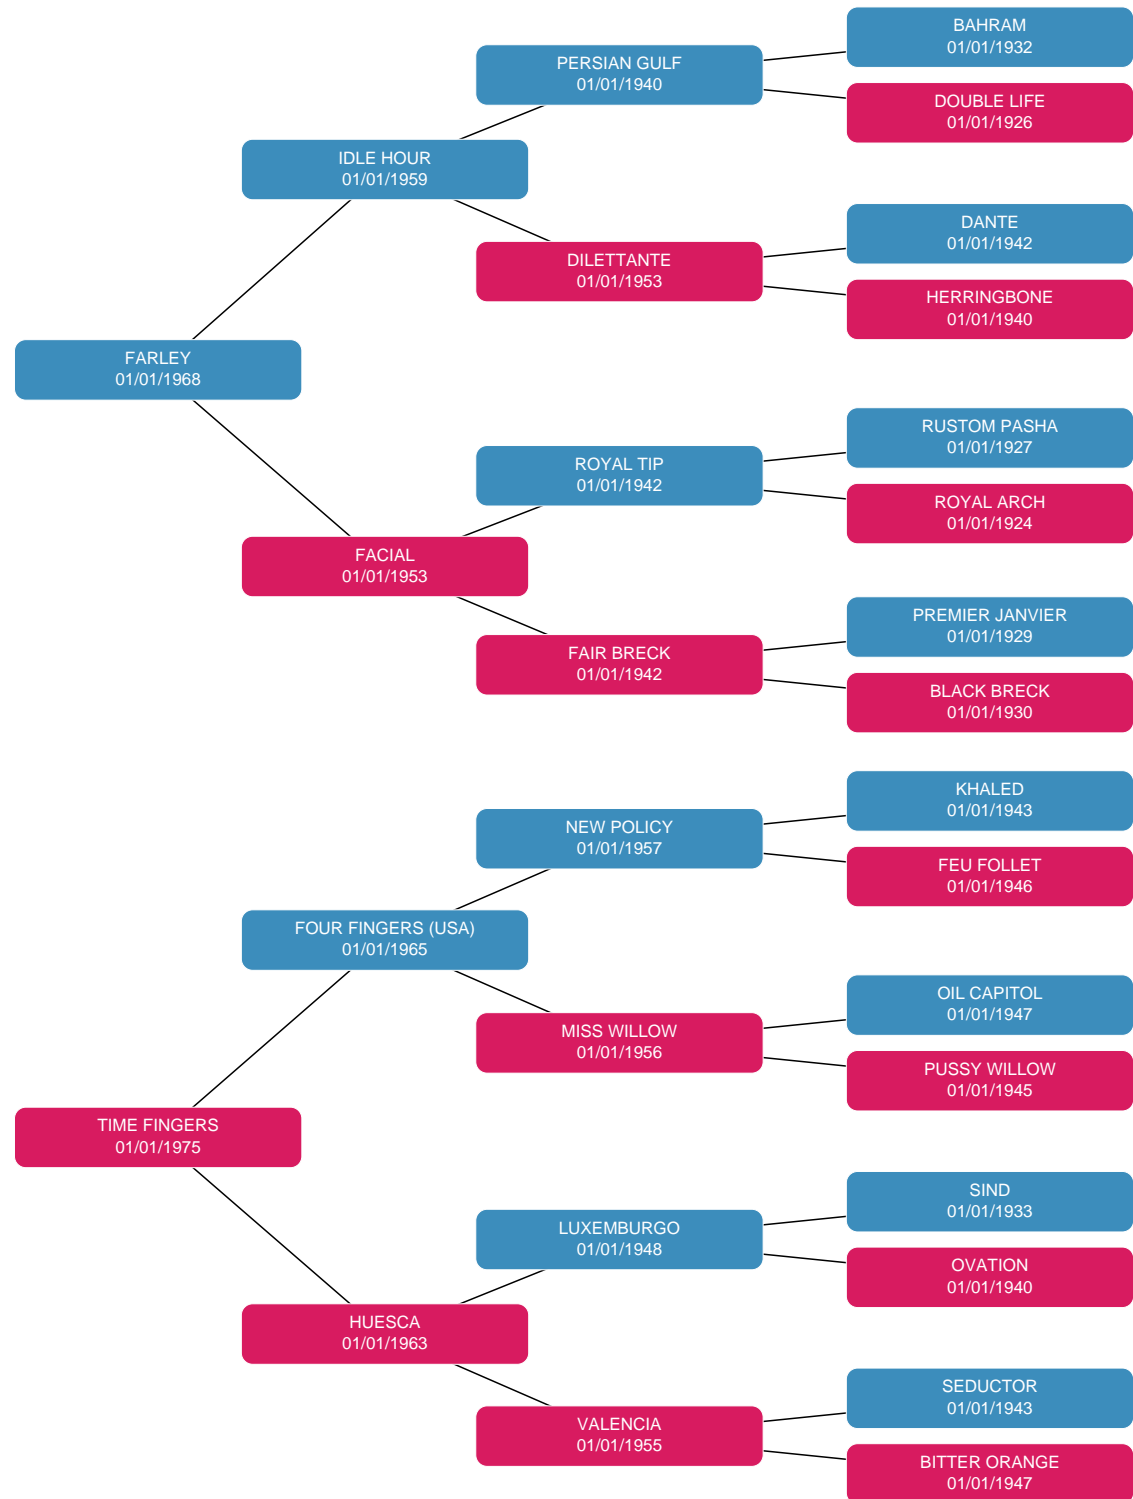 BAHRAM
01/01/1932
PERSIAN GULF
01/01/1940
DOUBLE LIFE
01/01/1926
IDLE HOUR
01/01/1959
DANTE
01/01/1942
DILETTANTE
01/01/1953
HERRINGBONE
01/01/1940
FARLEY
01/01/1968
RUSTOM PASHA
01/01/1927
ROYAL TIP
01/01/1942
ROYAL ARCH
01/01/1924
FACIAL
01/01/1953
PREMIER JANVIER
01/01/1929
FAIR BRECK
01/01/1942
BLACK BRECK
01/01/1930
KHALED
01/01/1943
NEW POLICY
01/01/1957
FEU FOLLET
01/01/1946
FOUR FINGERS (USA)
01/01/1965
OIL CAPITOL
01/01/1947
MISS WILLOW
01/01/1956
PUSSY WILLOW
01/01/1945
TIME FINGERS
01/01/1975
SIND
01/01/1933
LUXEMBURGO
01/01/1948
OVATION
01/01/1940
HUESCA
01/01/1963
SEDUCTOR
01/01/1943
VALENCIA
01/01/1955
BITTER ORANGE
01/01/1947